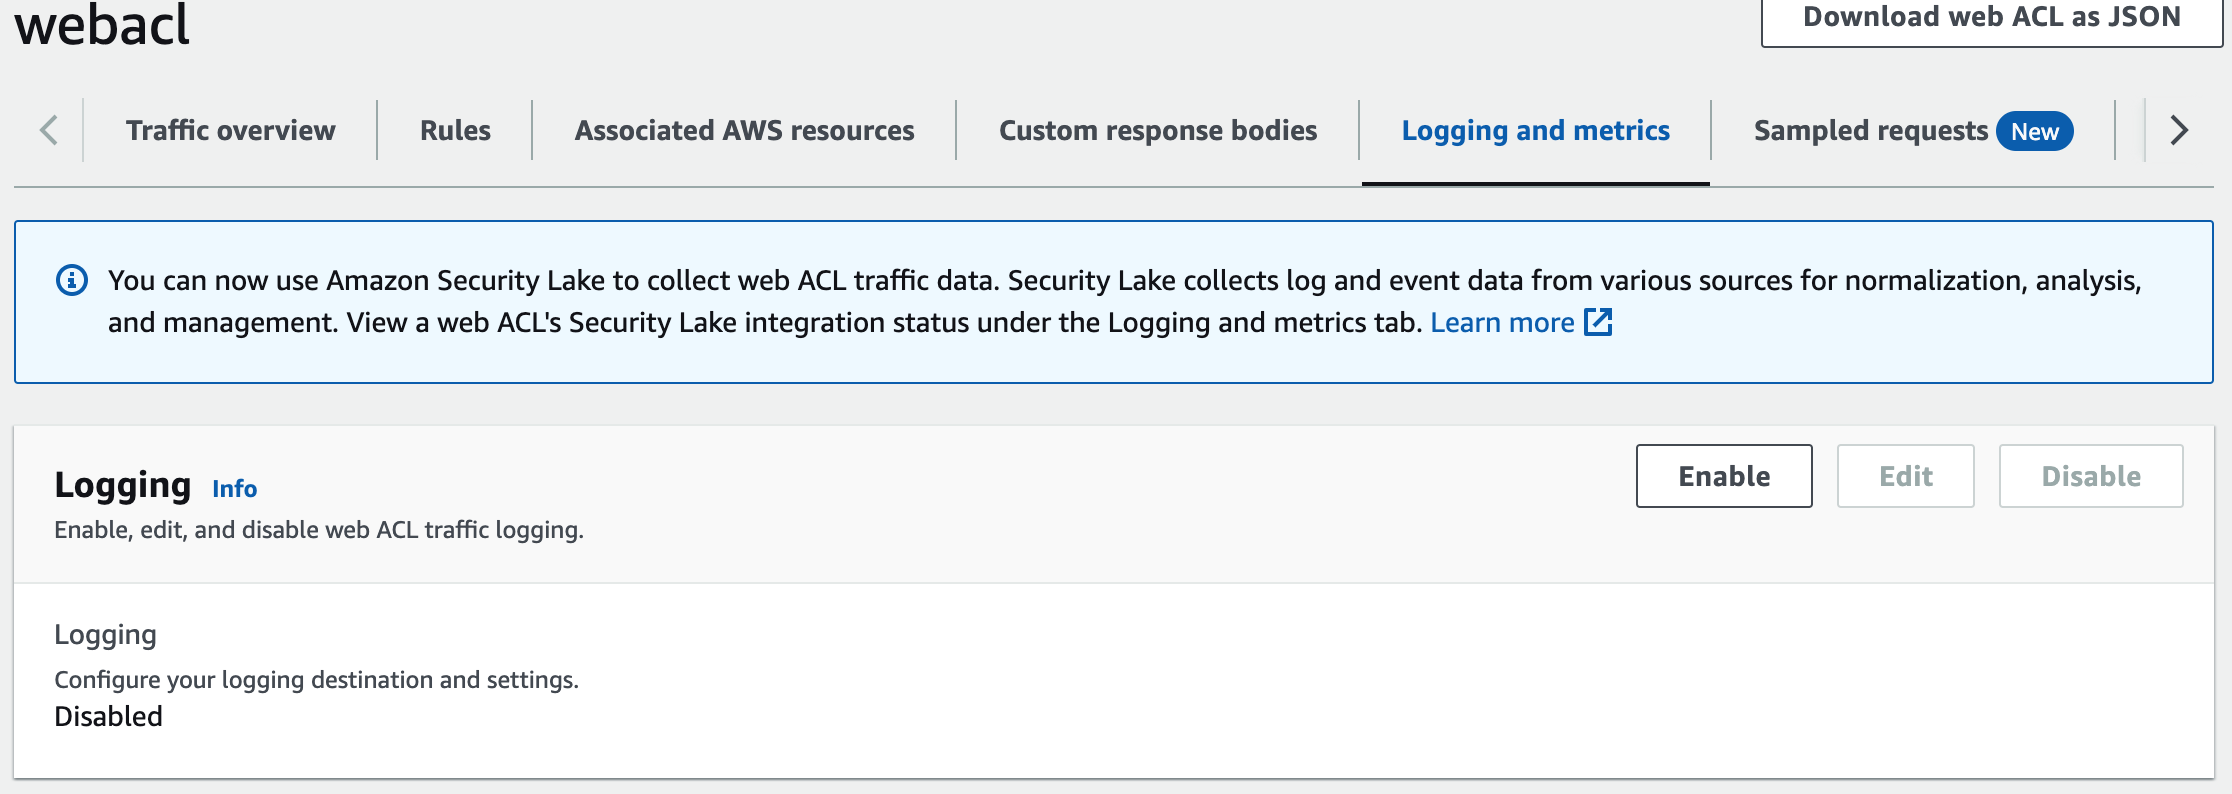 webacl
Download web ACL as JSON
Traffic overview
Rules
Associated AWS resources
Custom response bodies
Logging and metrics
Sampled requests New
You can now use Amazon Security Lake to collect web ACL traffic data. Security Lake collects log and event data from various sources for normalization, analysis,
and management. View a web ACL's Security Lake integration status under the Logging and metrics tab. Learn more
Logging Info
Enable
Edit
Disable
Enable, edit, and disable web ACL traffic logging.
Logging
Configure your logging destination and settings.
Disabled